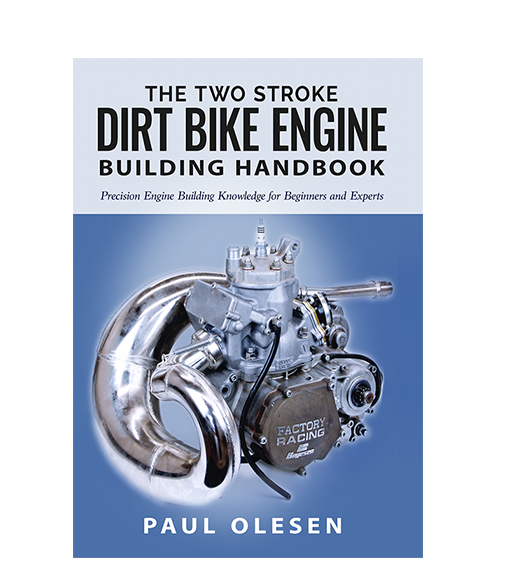 THE TWO STROKE
DIRT BIKE ENGINE
BUILDING HANDBOOK
Precision Engine Building Knowledge for Beginners and Experts
FACTORY
RACING
Boyesen
PAUL OLESEN